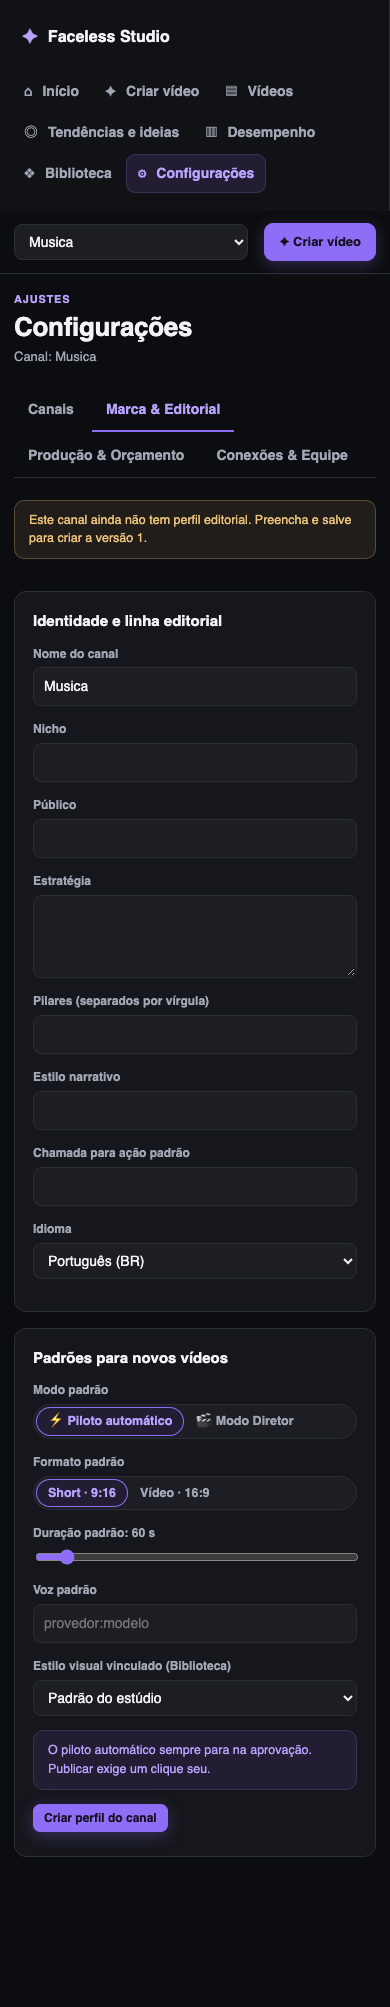 Faceless Studio
Início
Criar vídeo
Vídeos
Tendências e ideias
Desempenho
Biblioteca
Configurações
Musica
Criar vídeo
AJUSTES
Configurações
Canal: Musica
Canais
Marca & Editorial
Produção & Orçamento
Conexões & Equipe
Este canal ainda não tem perfil editorial. Preencha e salve
para criar a versão 1.
Identidade e linha editorial
Nome do canal
Musica
Nicho
Público
Estratégia
Pilares (separados por vírgula)
Estilo narrativo
Chamada para ação padrão
Idioma
Português (BR)
Padrões para novos vídeos
Modo padrão
Piloto automático
Modo Diretor
Formato padrão
Short · 9:16
Vídeo · 16:9
Duração padrão: 60 s
Voz padrão
provedor:modelo
Estilo visual vinculado (Biblioteca)
Padrão do estúdio
O piloto automático sempre para na aprovação.
Publicar exige um clique seu.
Criar perfil do canal